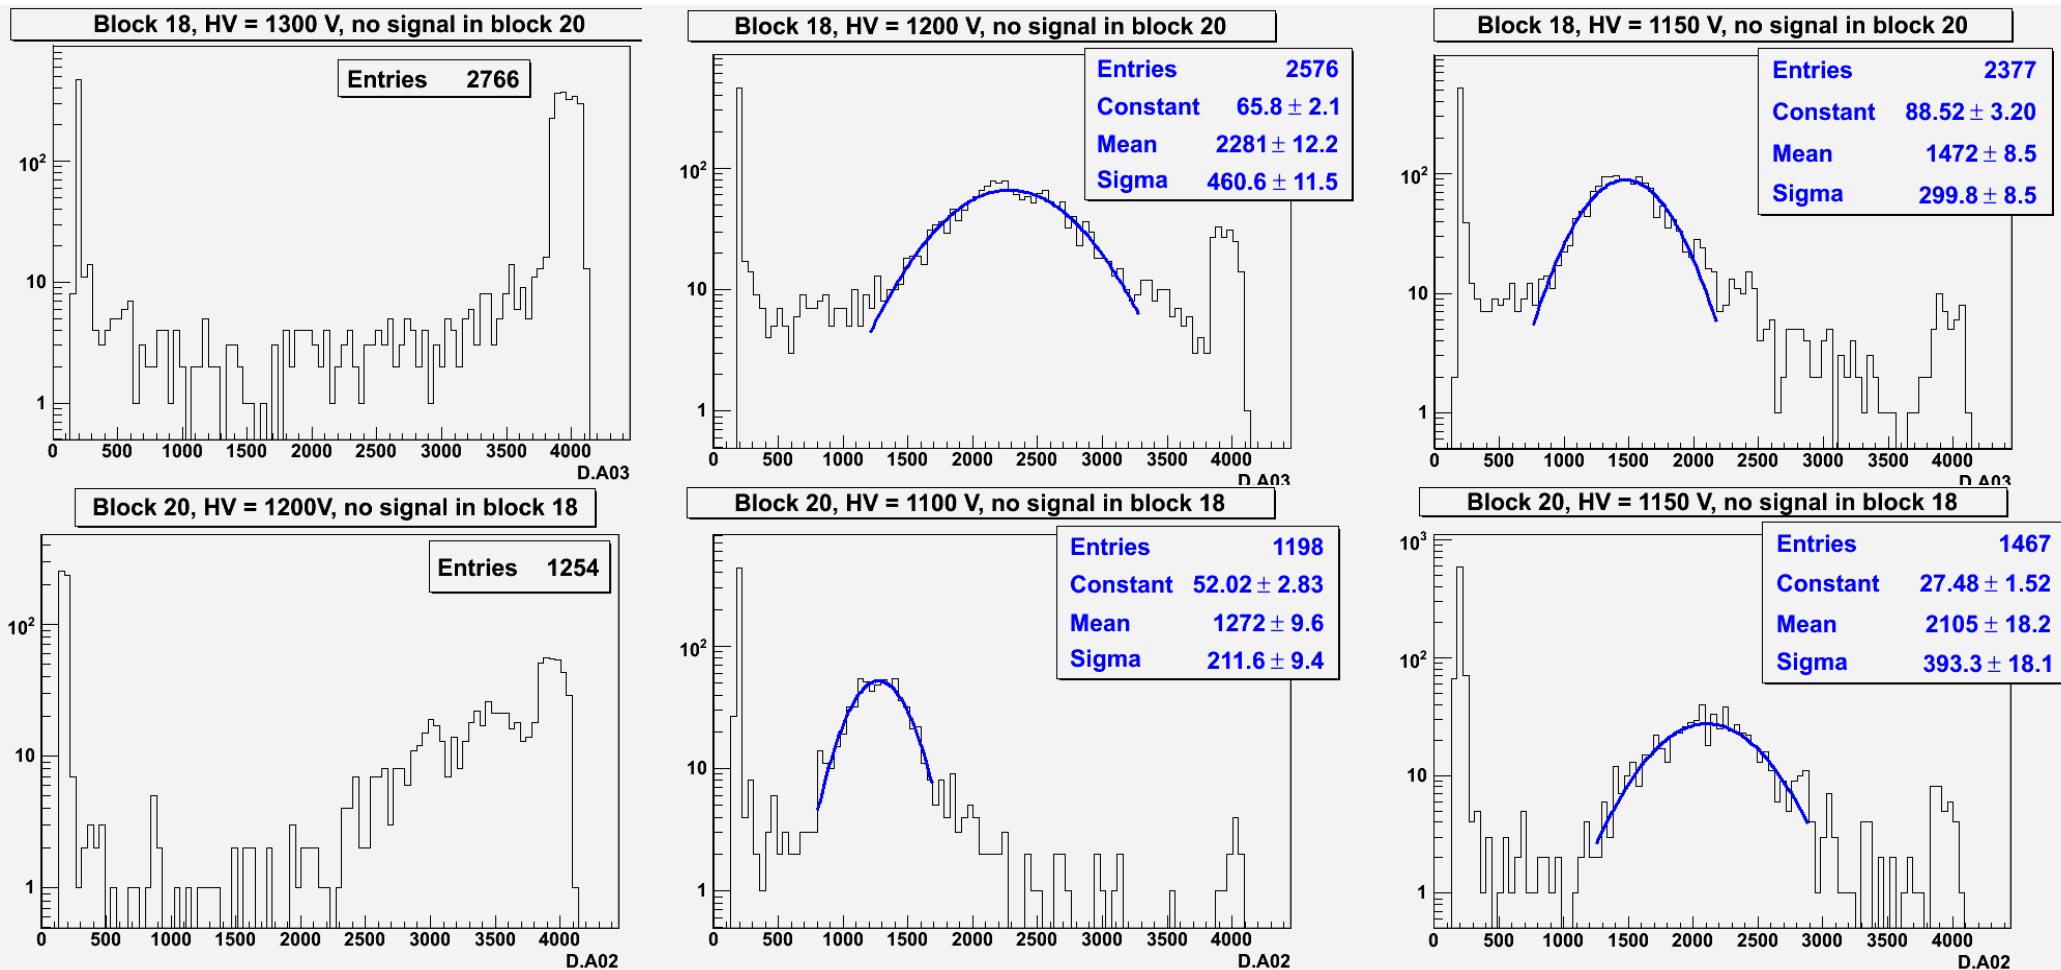 Block 18, HV = 1300 V, no signal in block 20
Entries 2766
10²
10
1
0 500 1000 1500 2000 2500 3000 3500 4000
D.A03
Block 18, HV = 1200 V, no signal in block 20
Entries 2576
Constant 65.8 ± 2.1
Mean 2281 ± 12.2
Sigma 460.6 ± 11.5
10²
10
1
0 500 1000 1500 2000 2500 3000 3500 4000
D.A03
Block 18, HV = 1150 V, no signal in block 20
Entries 2377
Constant 88.52 ± 3.20
Mean 1472 ± 8.5
Sigma 299.8 ± 8.5
10²
10
1
0 500 1000 1500 2000 2500 3000 3500 4000
D.A03
Block 20, HV = 1200V, no signal in block 18
Entries 1254
10²
10
1
0 500 1000 1500 2000 2500 3000 3500 4000
D.A02
Block 20, HV = 1100 V, no signal in block 18
Entries 1198
Constant 52.02 ± 2.83
Mean 1272 ± 9.6
Sigma 211.6 ± 9.4
10²
10
1
0 500 1000 1500 2000 2500 3000 3500 4000
D.A02
Block 20, HV = 1150 V, no signal in block 18
Entries 1467
Constant 27.48 ± 1.52
Mean 2105 ± 18.2
Sigma 393.3 ± 18.1
10³
10²
10
1
0 500 1000 1500 2000 2500 3000 3500 4000
D.A02